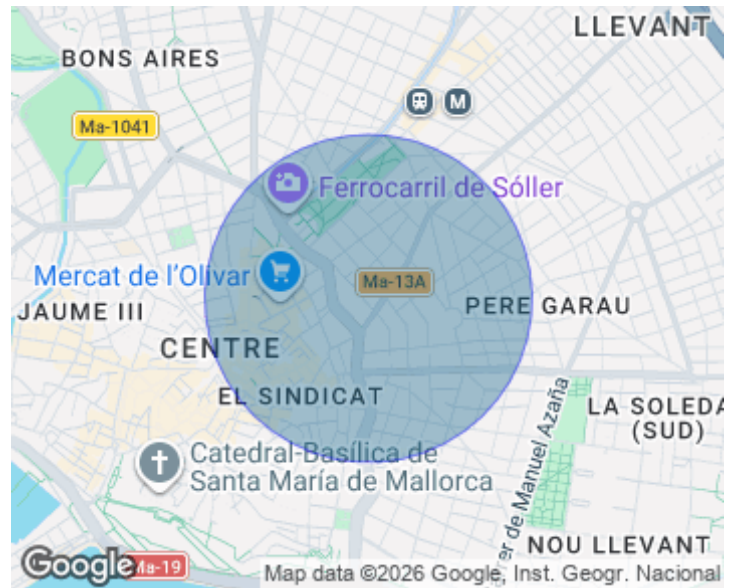 LLEVANT
BONS AIRES
M
Ma-1041
Ferrocarril de Sóller
Mercat de l'Olivar
Ma-13A
JAUME III
PERE GARAU
CENTRE
EL SINDICAT
LA SOLEDA
(SUD)
Catedral-Basílica de
Santa María de Mallorca
er de Manuel Azaña
NOU LLEVANT
Google
Ma-19
Map data ©2026 Google, Inst. Geogr. Nacional